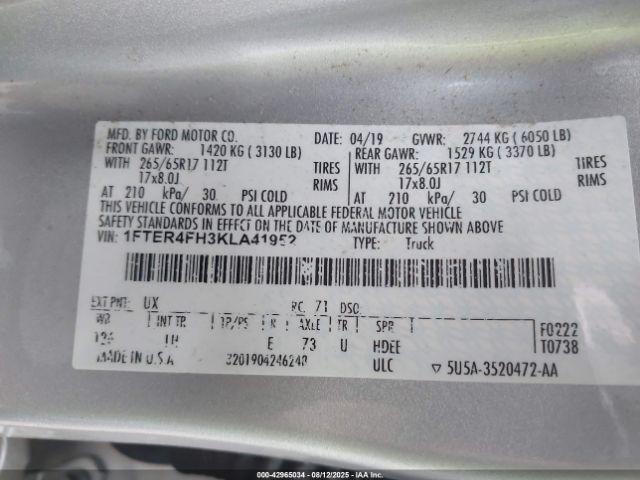 MFD. BY FORD MOTOR CO. DATE: 04/19 GVWR: 2744 KG ( 6050 LB)
FRONT GAWR: 1420 KG ( 3130 LB) REAR GAWR: 1529 KG ( 3370 LB)
WITH 265/65R17 112T TIRES WITH 265/65R17 112T TIRES
17x8.0J RIMS 17x8.0J RIMS
AT 210 kPa/ 30 PSI COLD AT 210 kPa/ 30 PSI COLD
THIS VEHICLE CONFORMS TO ALL APPLICABLE FEDERAL MOTOR VEHICLE
SAFETY STANDARDS IN EFFECT ON THE DATE OF MANUFACTURE SHOWN ABOVE.
VIN: 1FTER4FH3KLA41952 TYPE: Truck
EXT PNT: UX RC: 71 DSO:
WB INT TR TP/PS R AXLE TR SPR F0222
LH E 73 U HDEE T0738
MADE IN U.S.A ULC ▽ 5U5A-3520472-AA
000-42965034 - 08/12/2025 - IAA Inc.